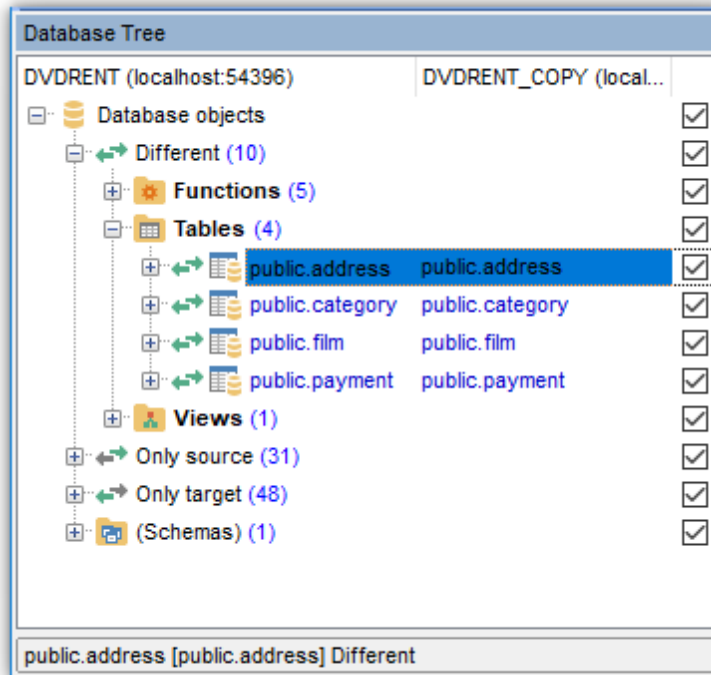 Database Tree
DVDRENT (localhost:54396) DVDRENT_COPY (local...
Database objects
Different (10)
Functions (5)
Tables (4)
public.address public.address
public.category public.category
public.film public.film
public.payment public.payment
Views (1)
Only source (31)
Only target (48)
(Schemas) (1)
public.address [public.address] Different